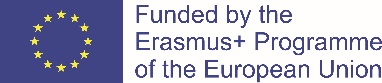 Funded by the
Erasmus+ Programme
of the European Union